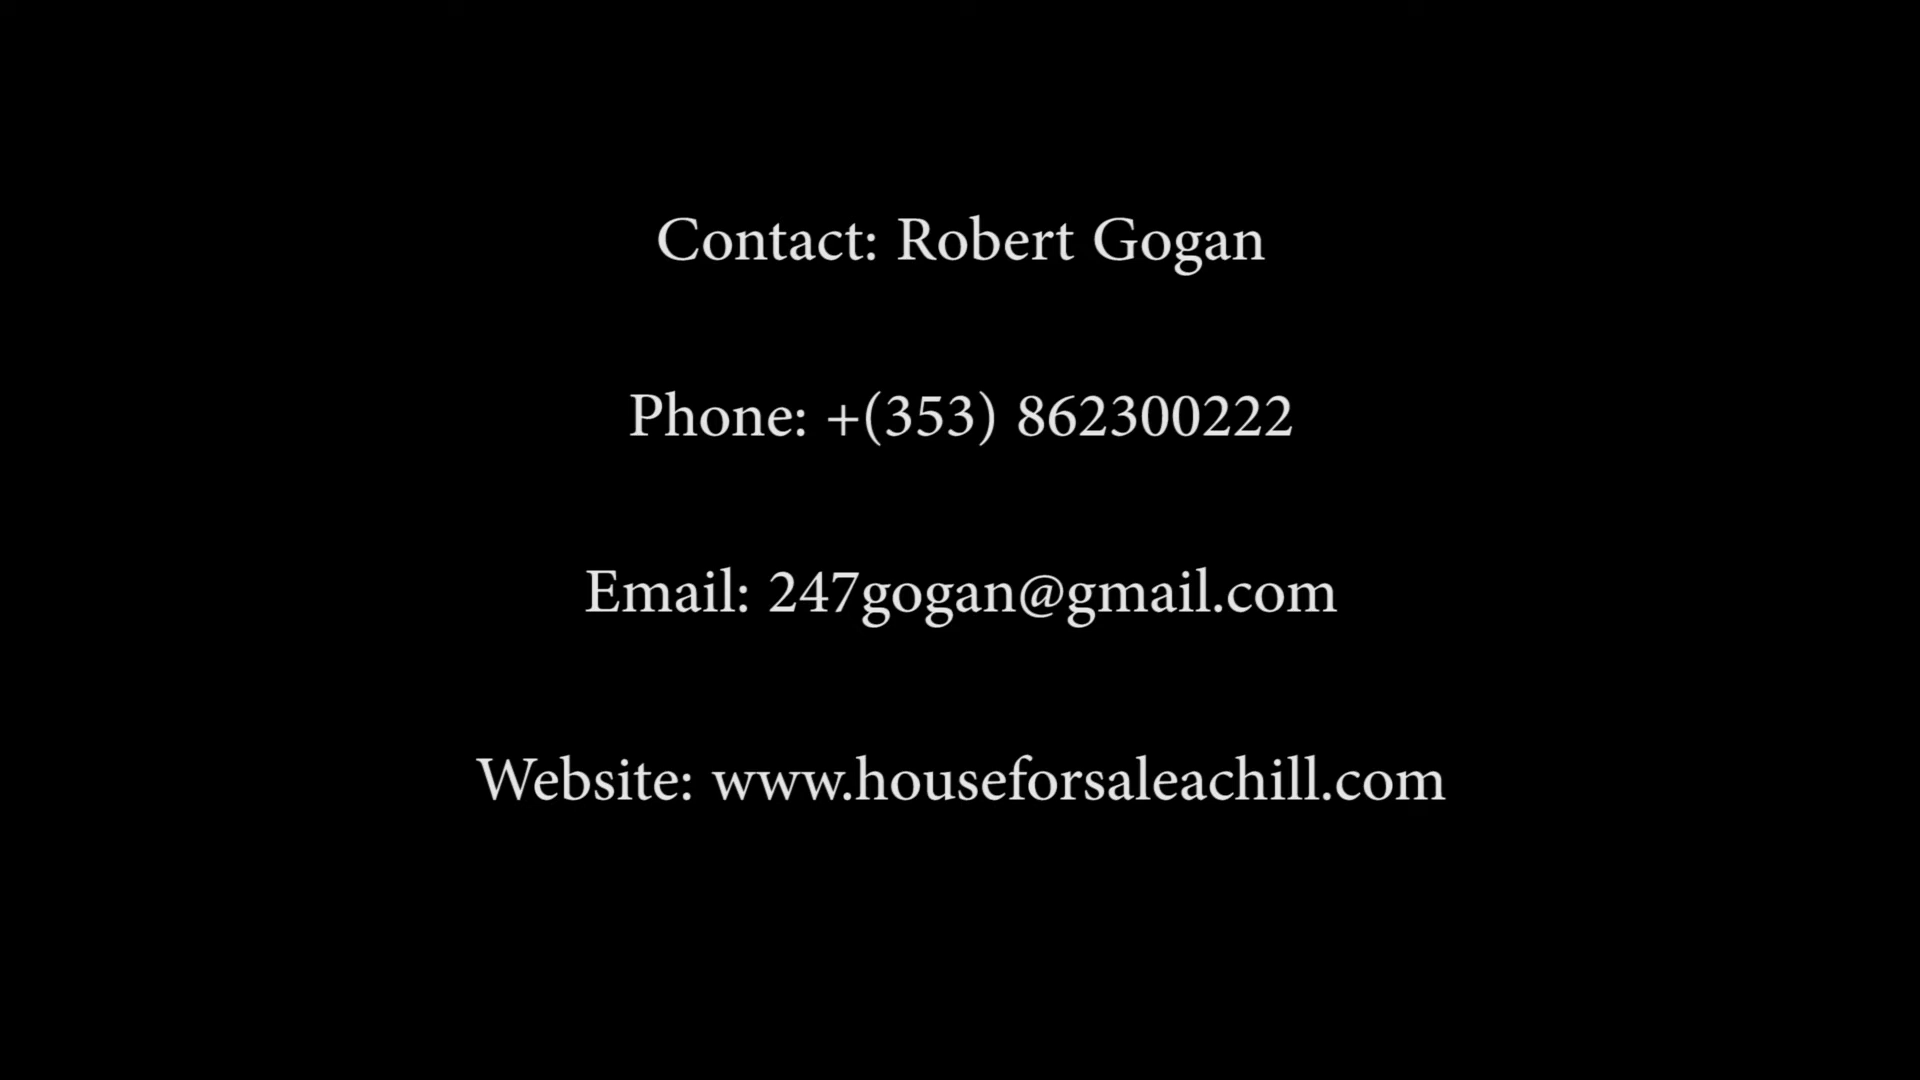 Contact: Robert Gogan
Phone: +(353) 862300222
Email: 247gogan@gmail.com
Website: www.houseforsaleachill.com